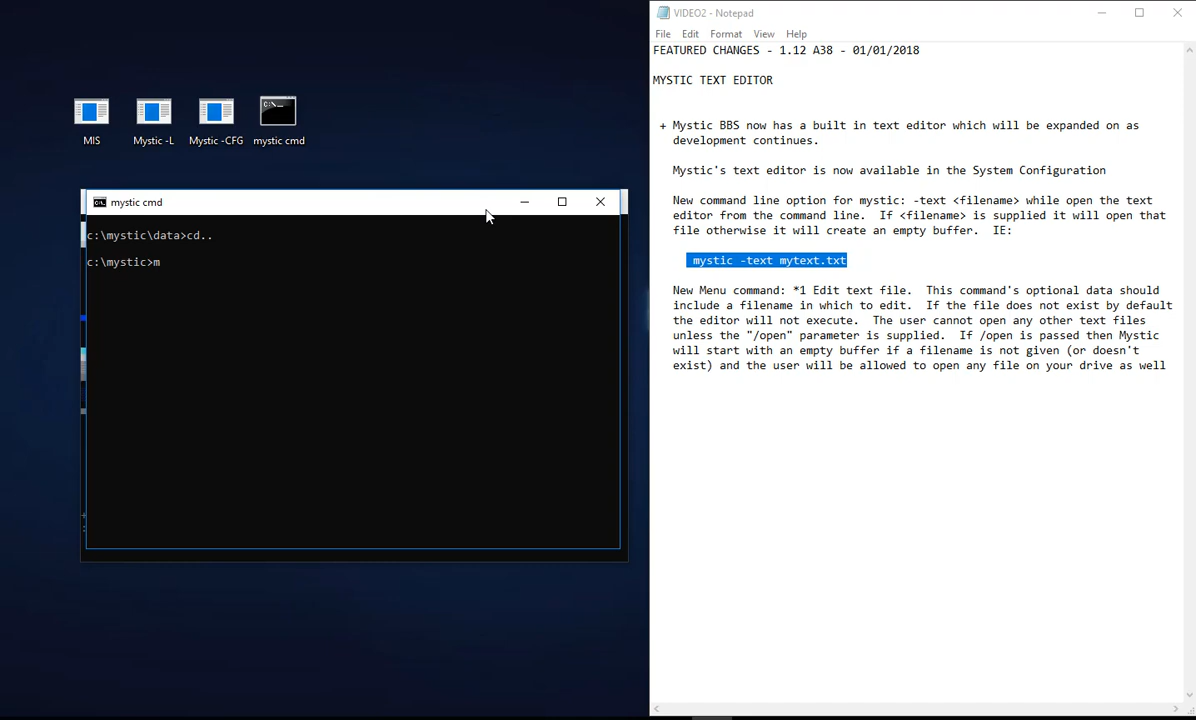 MIS
Mystic -L
Mystic -CFG
mystic cmd
mystic cmd
c:\mystic\data>cd..
c:\mystic>m
VIDEO2 - Notepad
File Edit Format View Help
FEATURED CHANGES - 1.12 A38 - 01/01/2018
MYSTIC TEXT EDITOR
+ Mystic BBS now has a built in text editor which will be expanded on as
development continues.
Mystic's text editor is now available in the System Configuration
New command line option for mystic: -text <filename> while open the text
editor from the command line. If <filename> is supplied it will open that
file otherwise it will create an empty buffer. IE:
mystic -text mytext.txt
New Menu command: *1 Edit text file. This command's optional data should
include a filename in which to edit. If the file does not exist by default
the editor will not execute. The user cannot open any other text files
unless the "/open" parameter is supplied. If /open is passed then Mystic
will start with an empty buffer if a filename is not given (or doesn't
exist) and the user will be allowed to open any file on your drive as well